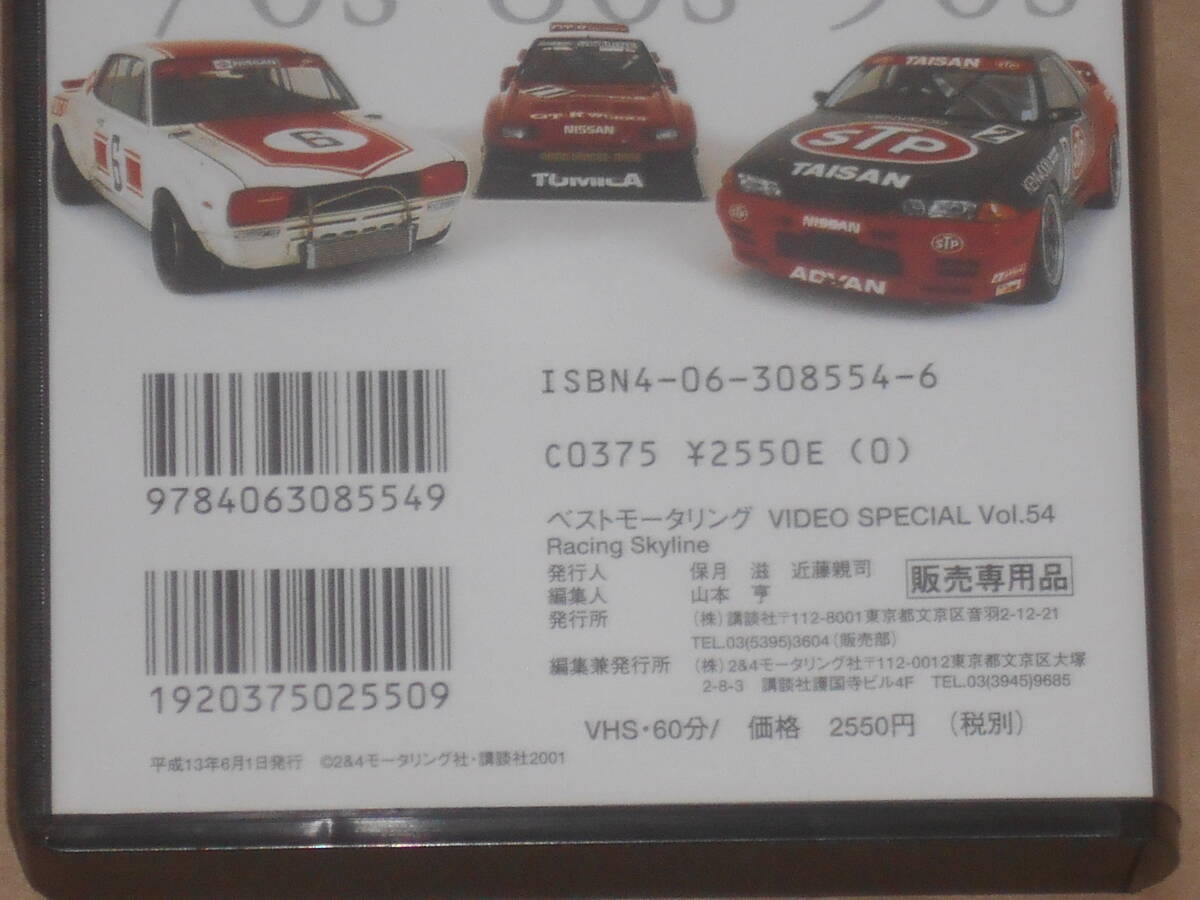 70s 80s 90s
NISSAN
6
6
GT-R WORKS
NISSAN
TOMICA
TAISAN
STP
2
STP
TAISAN
NISSAN
STP
STP
ADVAN
ISBN4-06-308554-6
C0375 ¥2550E (0)
9784063085549
ベストモータリング VIDEO SPECIAL Vol.54
Racing Skyline
発行人 保月 滋 近藤親司
編集人 山本 亨
販売専用品
発行所 (株)講談社〒112-8001東京都文京区音羽2-12-21
TEL.03(5395)3604(販売部)
編集兼発行所 (株)2&4モータリング社〒112-0012東京都文京区大塚
2-8-3 講談社護国寺ビル4F TEL.03(3945)9685
1920375025509
VHS・60分/ 価格 2550円 (税別)
平成13年6月1日発行 ©2&4モータリング社・講談社2001